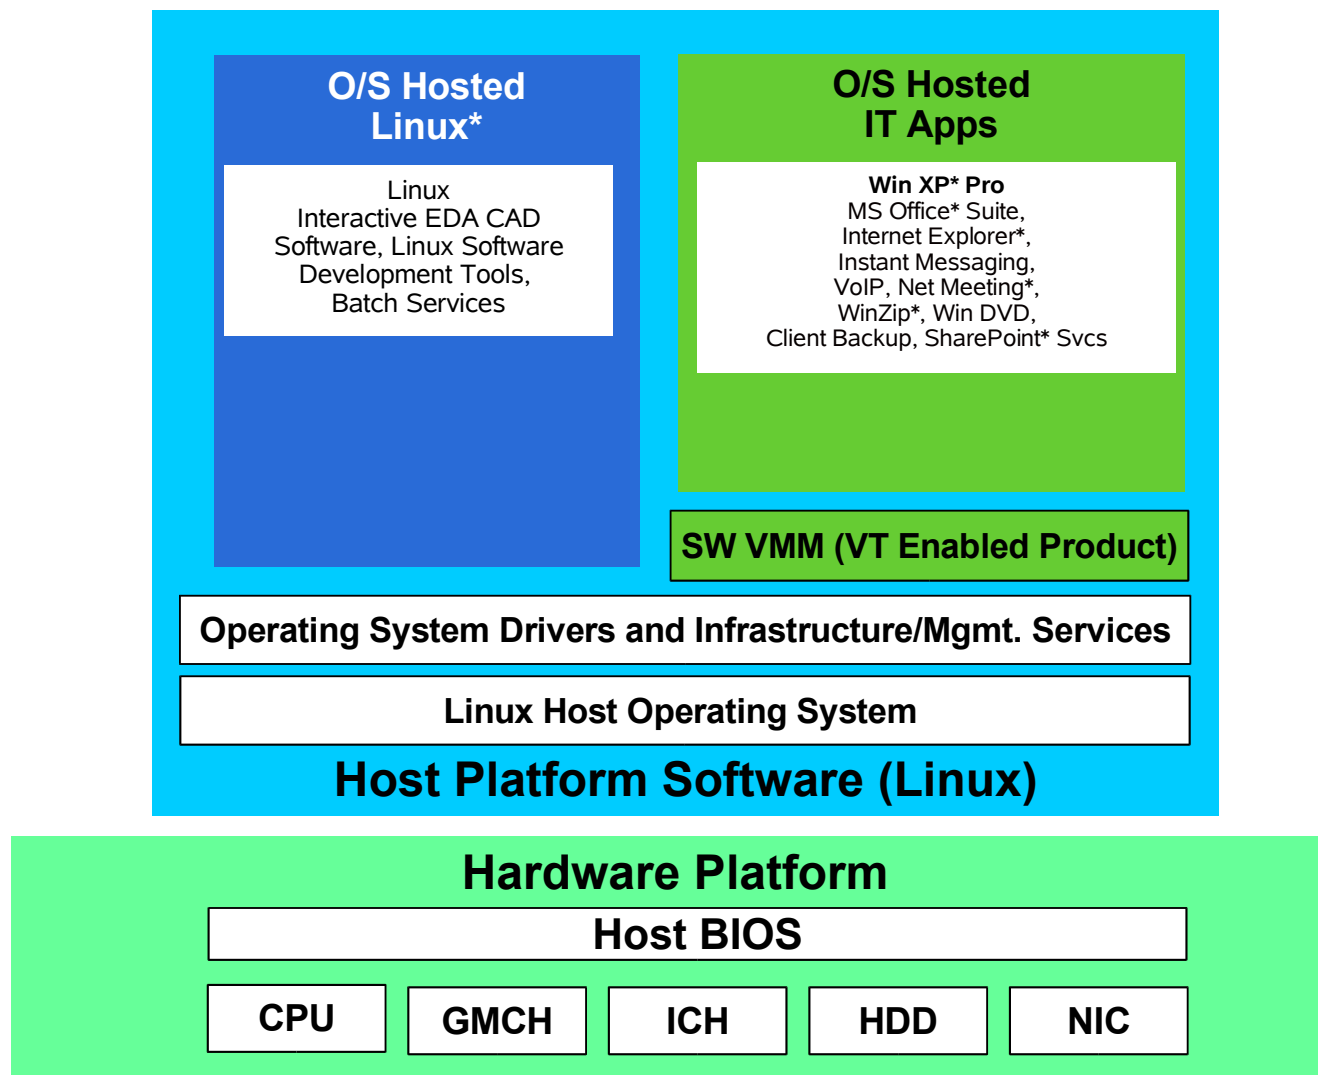 O/S Hosted
Linux*
Linux
Interactive EDA CAD
Software, Linux Software
Development Tools,
Batch Services
O/S Hosted
IT Apps
Win XP* Pro
MS Office* Suite,
Internet Explorer*,
Instant Messaging,
VoIP, Net Meeting*,
WinZip*, Win DVD,
Client Backup, SharePoint* Svcs
SW VMM (VT Enabled Product)
Operating System Drivers and Infrastructure/Mgmt. Services
Linux Host Operating System
Host Platform Software (Linux)
Hardware Platform
Host BIOS
CPU
GMCH
ICH
HDD
NIC